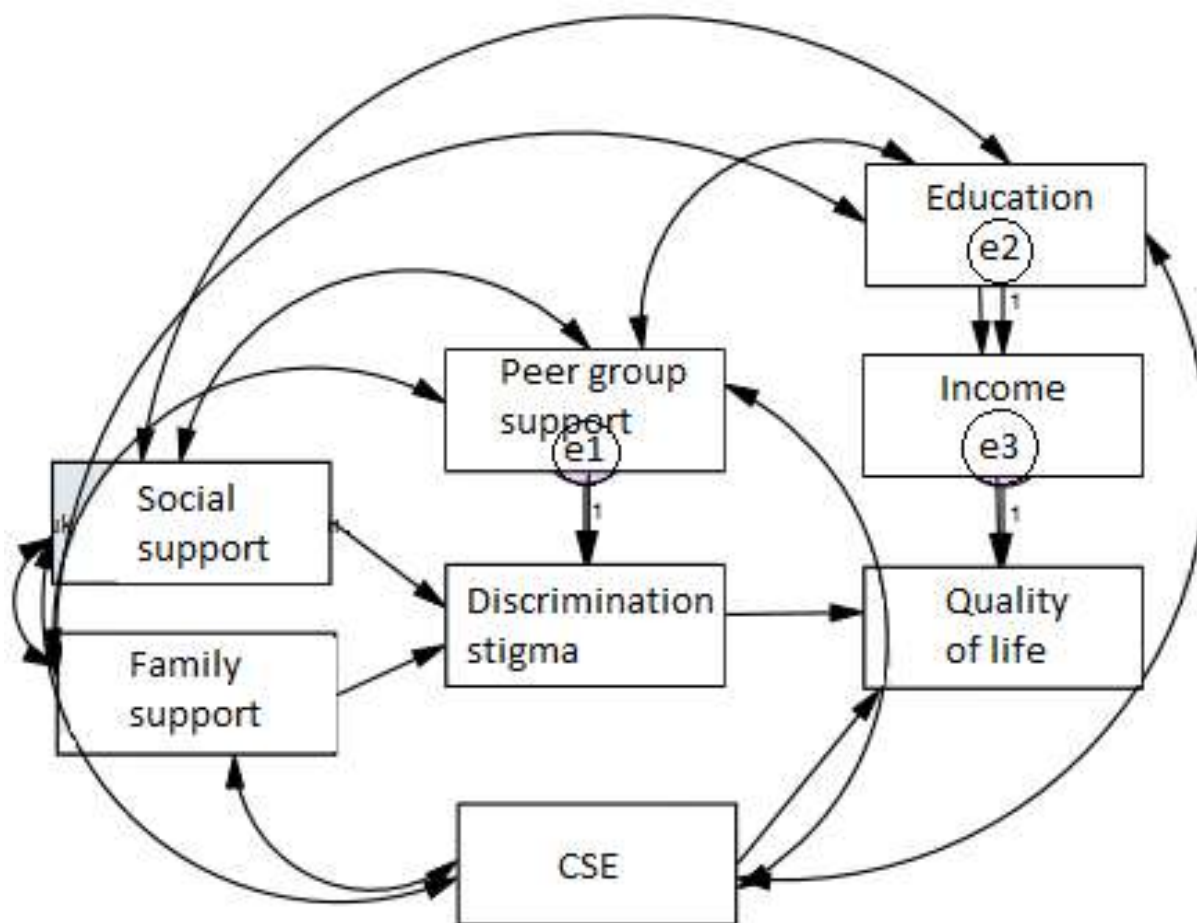 Education
e2
1
Peer group
support
e1
1
Income
e3
1
Social
support
Discrimination
stigma
Quality
of life
Family
support
CSE